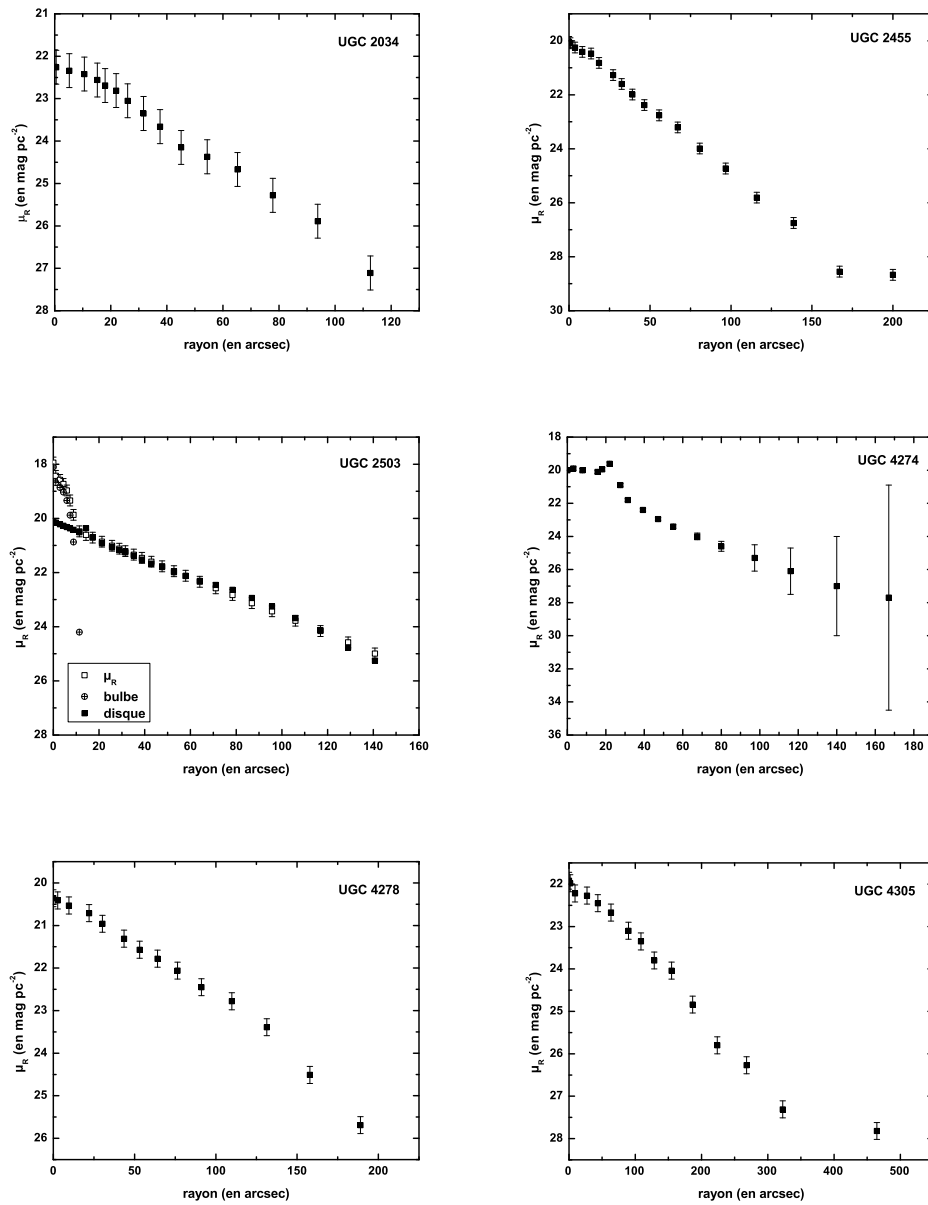 UGC 2034
21
22
23
24
25
26
27
28
0 20 40 60 80 100 120
μR (en mag pc-2)
rayon (en arcsec)
UGC 2455
20
22
24
26
28
30
0 50 100 150 200
μR (en mag pc-2)
rayon (en arcsec)
UGC 2503
18
20
22
24
26
28
0 20 40 60 80 100 120 140 160
μR (en mag pc-2)
rayon (en arcsec)
μR
bulbe
disque
UGC 4274
18
20
22
24
26
28
30
32
34
36
0 20 40 60 80 100 120 140 160 180
μR (en mag pc-2)
rayon (en arcsec)
UGC 4278
20
21
22
23
24
25
26
0 50 100 150 200
μR (en mag pc-2)
rayon (en arcsec)
UGC 4305
22
23
24
25
26
27
28
0 100 200 300 400 500
μR (en mag pc-2)
rayon (en arcsec)